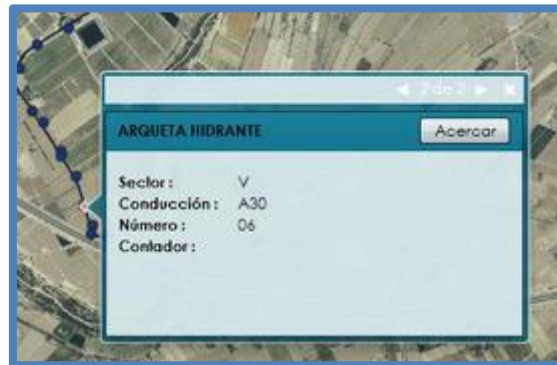 2 de 2
ARQUETA HIDRANTE
Acercar
Sector : V
Conducción : A30
Número : 06
Contador :